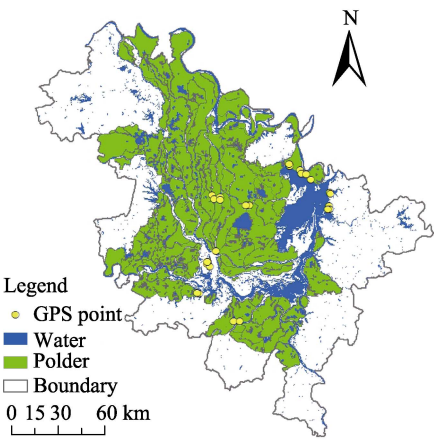 N
Legend
GPS point
Water
Polder
Boundary
0 15 30 60 km